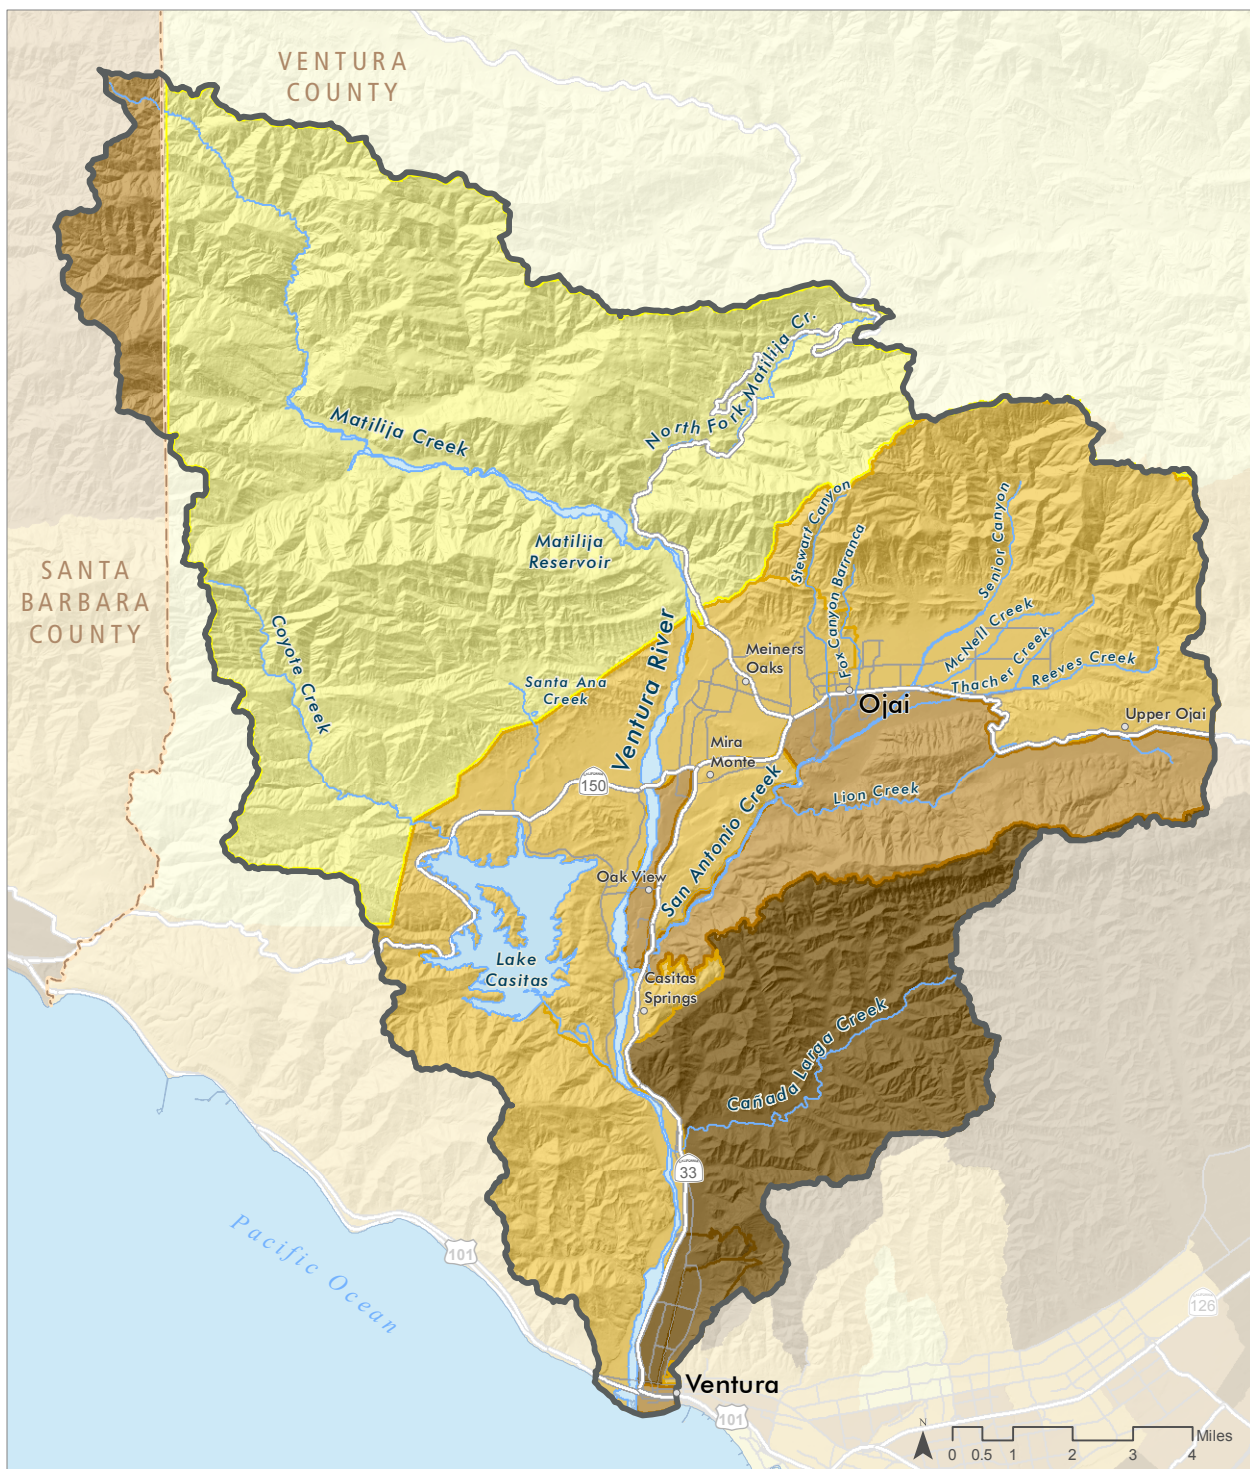 VENTURA
COUNTY
North Fork Matilija Cr.
Matilija Creek
Matilija
Reservoir
Stewart Canyon
Fox Canyon Barranca
Senior Canyon
SANTA
BARBARA
COUNTY
Coyote Creek
McNell Creek
Thacher Creek
Reeves Creek
Meiners
Oaks
Santa Ana
Creek
Ventura River
Ojai
Upper Ojai
Mira
Monte
CALIFORNIA
150
Lion Creek
San Antonio Creek
Oak View
Lake
Casitas
Casitas
Springs
Cañada Larga Creek
CALIFORNIA
33
Pacific Ocean
101
CALIFORNIA
126
Ventura
101
N
0 0.5 1 2 3 4
Miles